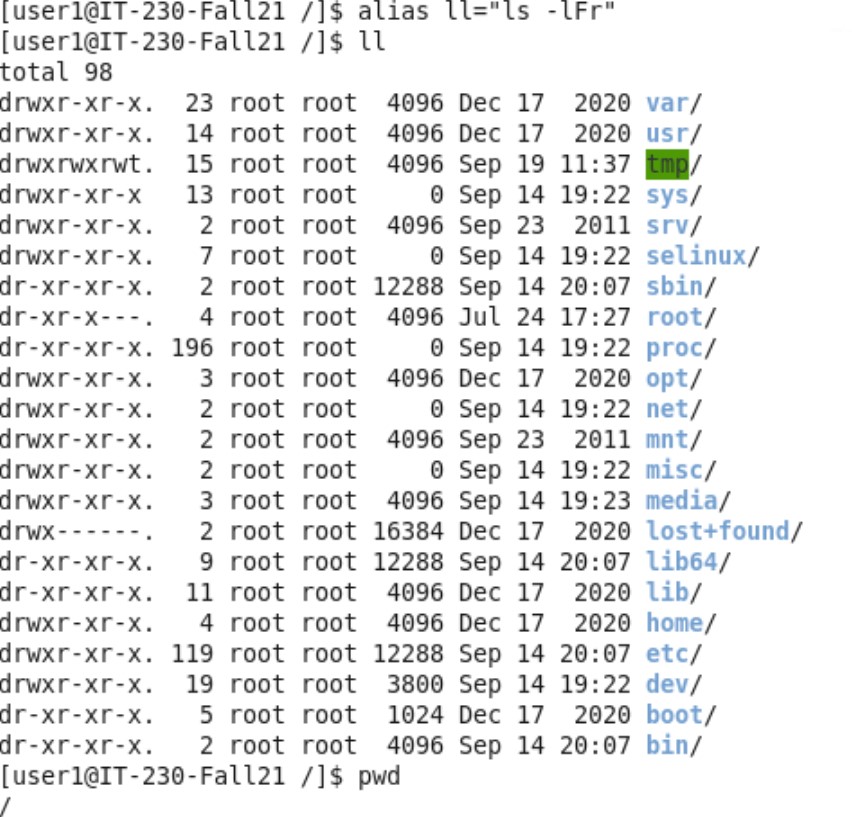 [user1@IT-230-Fall21 /]$ alias ll="ls -lFr"
[user1@IT-230-Fall21 /]$ ll
total 98
drwxr-xr-x.  23 root root  4096 Dec 17  2020 var/
drwxr-xr-x.  14 root root  4096 Dec 17  2020 usr/
drwxrwxrwt.  15 root root  4096 Sep 19 11:37 tmp/
drwxr-xr-x   13 root root     0 Sep 14 19:22 sys/
drwxr-xr-x.   2 root root  4096 Sep 23  2011 srv/
drwxr-xr-x.   7 root root     0 Sep 14 19:22 selinux/
dr-xr-xr-x.   2 root root 12288 Sep 14 20:07 sbin/
dr-xr-x---.   4 root root  4096 Jul 24 17:27 root/
dr-xr-xr-x. 196 root root     0 Sep 14 19:22 proc/
drwxr-xr-x.   3 root root  4096 Dec 17  2020 opt/
drwxr-xr-x.   2 root root     0 Sep 14 19:22 net/
drwxr-xr-x.   2 root root  4096 Sep 23  2011 mnt/
drwxr-xr-x.   2 root root     0 Sep 14 19:22 misc/
drwxr-xr-x.   3 root root  4096 Sep 14 19:23 media/
drwx------.   2 root root 16384 Dec 17  2020 lost+found/
dr-xr-xr-x.   9 root root 12288 Sep 14 20:07 lib64/
dr-xr-xr-x.  11 root root  4096 Dec 17  2020 lib/
drwxr-xr-x.   4 root root  4096 Dec 17  2020 home/
drwxr-xr-x. 119 root root 12288 Sep 14 20:07 etc/
drwxr-xr-x.  19 root root  3800 Sep 14 19:22 dev/
dr-xr-xr-x.   5 root root  1024 Dec 17  2020 boot/
dr-xr-xr-x.   2 root root  4096 Sep 14 20:07 bin/
[user1@IT-230-Fall21 /]$ pwd
/